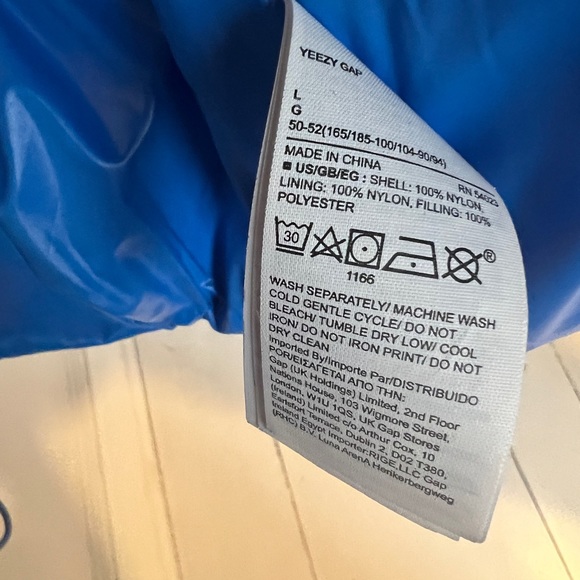 YEEZY GAP
L
G
50-52(165/185-100/104-90/94)
MADE IN CHINA RN 54023
■ US/GB/EG : SHELL: 100% NYLON,
LINING: 100% NYLON, FILLING: 100%
POLYESTER
30 ®
1166
WASH SEPARATELY/ MACHINE WASH
COLD GENTLE CYCLE/ DO NOT
BLEACH/ TUMBLE DRY LOW/ COOL
IRON/ DO NOT IRON PRINT/ DO NOT
DRY CLEAN
Imported By/Importe Par/DISTRIBUIDO
POR/ΕΙΣΑΓΕΤΑΙ ΑΠΟ ΤΗΝ:
Gap (UK Holdings) Limited, 2nd Floor
Nations House, 103 Wigmore Street,
London, W1U 1QS, UK Gap Stores
(Ireland) Limited c/o Arthur Cox, 10
Earlsfort Terrace, Dublin 2, D02 T380,
Ireland Egypt Importer:RIGE,LLC Gap
(RHC) B.V. Luna ArenA Herikerbergweg